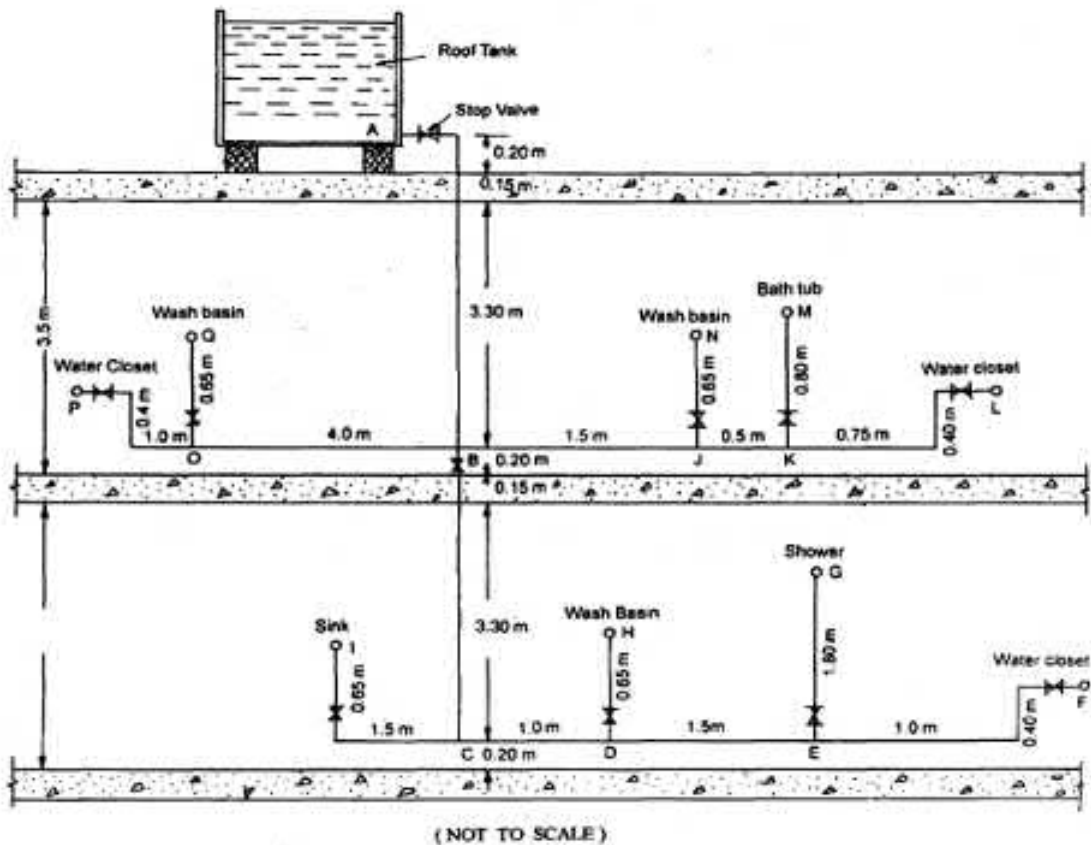 Roof Tank
Stop Valve
A
0.20 m
0.15 m
3.5 m
3.30 m
Bath tub
M
Wash basin
Q
Wash basin
N
0.65 m
0.65 m
0.80 m
Water Closet
P
0.4 m
Water closet
L
0.40 m
1.0 m
4.0 m
1.5 m
0.5 m
0.75 m
O
B
0.20 m
J
K
0.15 m
Shower
G
Sink
I
0.65 m
3.30 m
Wash Basin
H
0.65 m
1.80 m
Water closet
F
0.40 m
1.5 m
1.0 m
1.5m
1.0 m
C
0.20 m
D
E
(NOT TO SCALE)